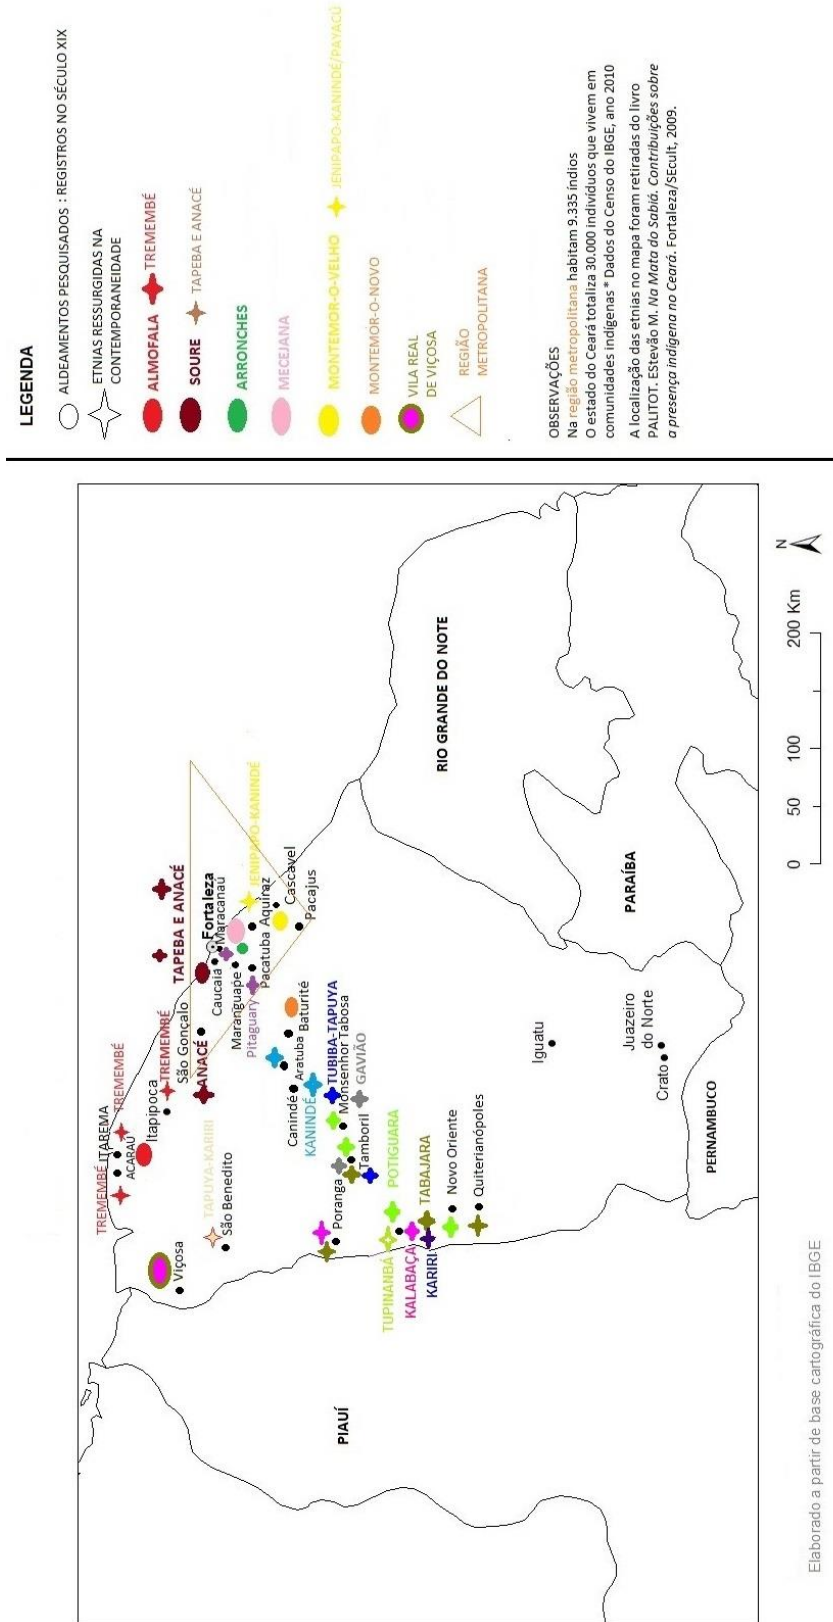 TREMEMBÉ
ITAREMA
ACARAU
TREMEMBÉ
Itapipoca
TREMEMBÉ
São Gonçalo
ANACÉ
TAPEBA E ANACÉ
Fortaleza
Maracanaú
Caucaia
Maranguape
Pitaguary
Pacatuba
Aquiraz
JENIPAPO-KANINDÉ
Cascavel
Pacajus
Viçosa
TAPUYA-KARIRI
São Benedito
Aratuba
Baturité
Canindé
KANINDÉ
TUBIBA-TAPUYA
Monsenhor Tabosa
GAVIÃO
Tamboril
Poranga
POTIGUARA
TUPINANBÁ
KALABAÇA
TABAJARA
KARIRI
Novo Oriente
Quiterianópoles
PIAUÍ
RIO GRANDE DO NOTE
Iguatu
PARAÍBA
Juazeiro
do Norte
Crato
PERNAMBUCO
N
0 50 100 200 Km
Elaborado a partir de base cartográfica do IBGE
LEGENDA
ALDEAMENTOS PESQUISADOS : REGISTROS NO SÉCULO XIX
ETNIAS RESSURGIDAS NA
CONTEMPORANEIDADE
ALMOFALA TREMEMBÉ
SOURE TAPEBA E ANACÉ
ARRONCHES
MECEJANA
MONTEMOR-O-VELHO JENIPAPO-KANINDÉ/PAYACÚ
MONTEMOR-O-NOVO
VILA REAL
DE VIÇOSA
REGIÃO
METROPOLITANA
OBSERVAÇÕES
Na região metropolitana habitam 9.335 índios
O estado do Ceará totaliza 30.000 indivíduos que vivem em
comunidades indígenas * Dados do Censo do IBGE, ano 2010
A localização das etnias no mapa foram retiradas do livro
PALITOT. EStevão M. Na Mata do Sabiá. Contribuições sobre
a presença indígena no Ceará. Fortaleza/SEcult, 2009.